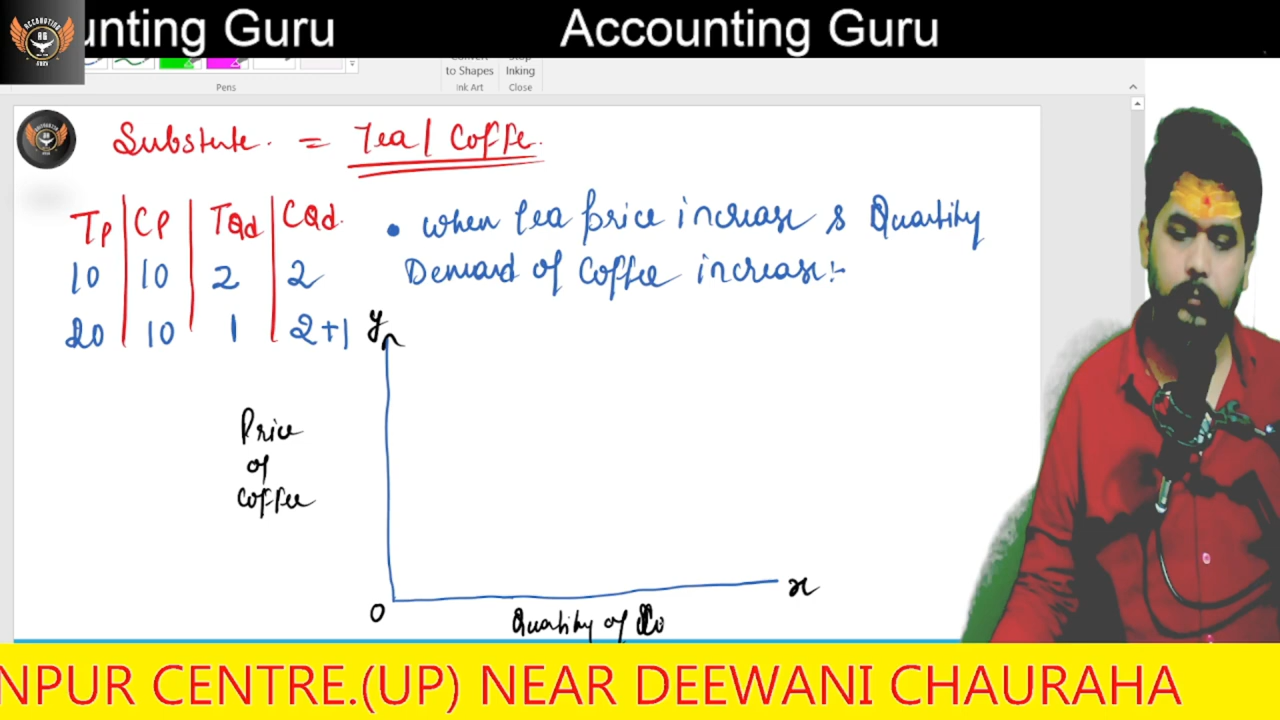 unting Guru Accounting Guru
to Shapes Inking
Pens Ink Art Close
Substute. = Tea/Coffe.
Tp Cp TQd CQd.
10 10 2 2
20 10 1 2+1
• when tea price increase & Quantity
Demand of Coffee increase:-
y
Price
of
Coffee
0 x
Quatity of
NPUR CENTRE.(UP) NEAR DEEWANI CHAURAHA